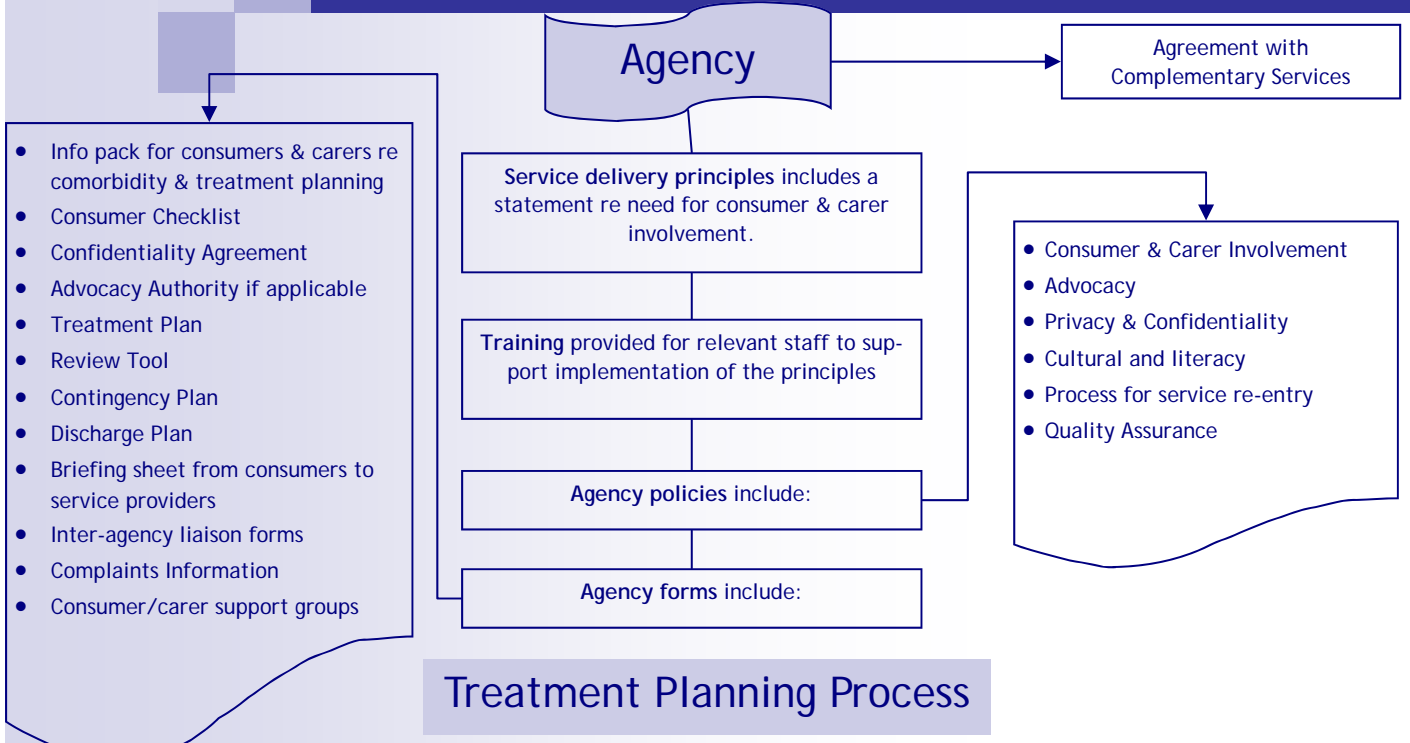 Agency
Agreement with
Complementary Services
Service delivery principles includes a
statement re need for consumer & carer
involvement.
Training provided for relevant staff to sup-
port implementation of the principles
Agency policies include:
• Consumer & Carer Involvement
• Advocacy
• Privacy & Confidentiality
• Cultural and literacy
• Process for service re-entry
• Quality Assurance
Agency forms include:
• Info pack for consumers & carers re
comorbidity & treatment planning
• Consumer Checklist
• Confidentiality Agreement
• Advocacy Authority if applicable
• Treatment Plan
• Review Tool
• Contingency Plan
• Discharge Plan
• Briefing sheet from consumers to
service providers
• Inter-agency liaison forms
• Complaints Information
• Consumer/carer support groups
Treatment Planning Process